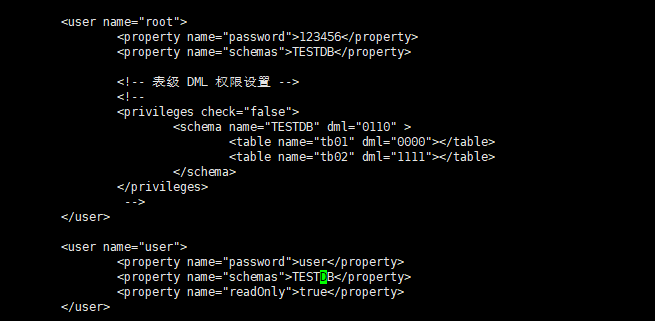 <user name="root">
<property name="password">123456</property>
<property name="schemas">TESTDB</property>
<!-- 表级 DML 权限设置 -->
<!--
<privileges check="false">
<schema name="TESTDB" dml="0110" >
<table name="tb01" dml="0000"></table>
<table name="tb02" dml="1111"></table>
</schema>
</privileges>
-->
</user>
<user name="user">
<property name="password">user</property>
<property name="schemas">TESTDB</property>
<property name="readOnly">true</property>
</user>